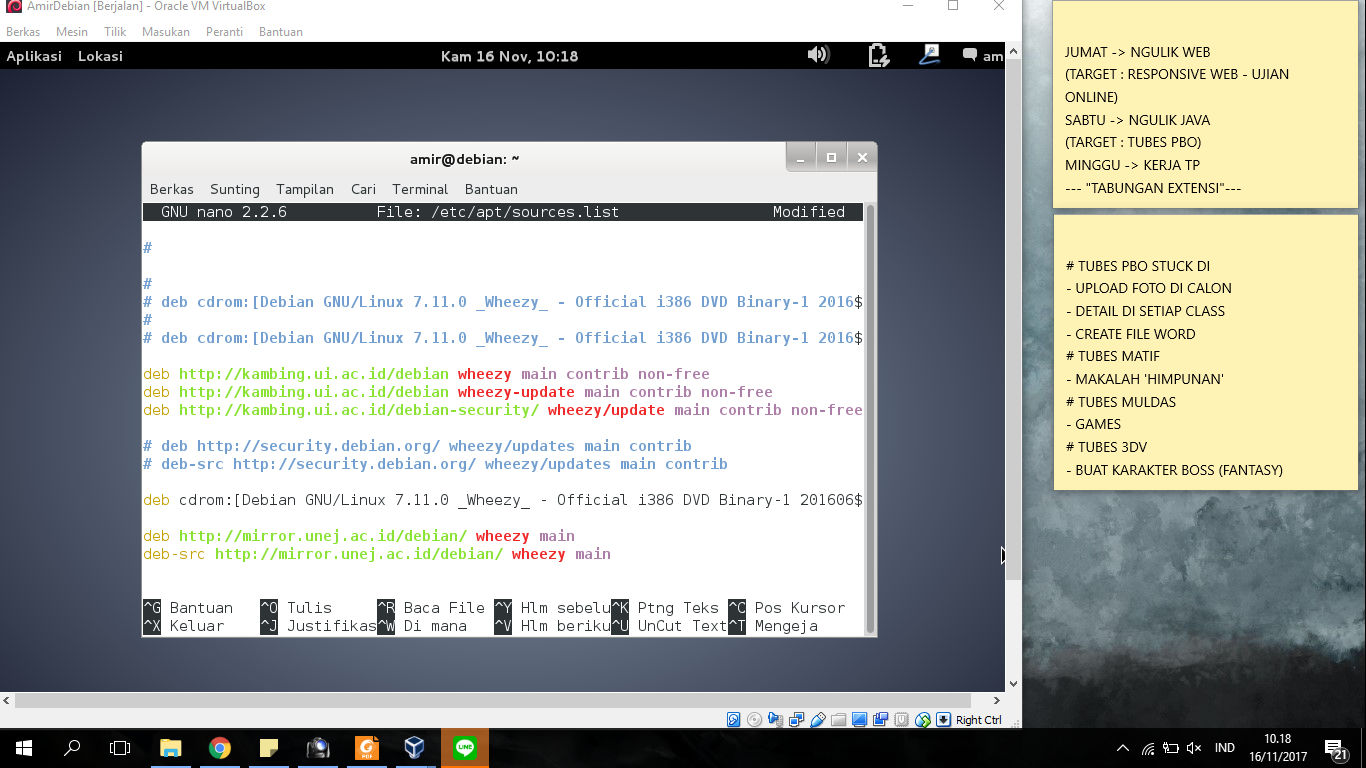 AmirDebian [Berjalan] - Oracle VM VirtualBox
Berkas Mesin Tilik Masukan Peranti Bantuan
Aplikasi Lokasi Kam 16 Nov, 10:18 am
amir@debian: ~
Berkas Sunting Tampilan Cari Terminal Bantuan
GNU nano 2.2.6 File: /etc/apt/sources.list Modified
#
#
# deb cdrom:[Debian GNU/Linux 7.11.0 _Wheezy_ - Official i386 DVD Binary-1 2016$
#
# deb cdrom:[Debian GNU/Linux 7.11.0 _Wheezy_ - Official i386 DVD Binary-1 2016$
deb http://kambing.ui.ac.id/debian wheezy main contrib non-free
deb http://kambing.ui.ac.id/debian wheezy-update main contrib non-free
deb http://kambing.ui.ac.id/debian-security/ wheezy/update main contrib non-free
# deb http://security.debian.org/ wheezy/updates main contrib
# deb-src http://security.debian.org/ wheezy/updates main contrib
deb cdrom:[Debian GNU/Linux 7.11.0 _Wheezy_ - Official i386 DVD Binary-1 201606$
deb http://mirror.unej.ac.id/debian/ wheezy main
deb-src http://mirror.unej.ac.id/debian/ wheezy main
^G Bantuan ^O Tulis ^R Baca File ^Y Hlm sebelu^K Ptng Teks ^C Pos Kursor
^X Keluar ^J Justifikas^W Di mana ^V Hlm beriku^U UnCut Text^T Mengeja
Right Ctrl
JUMAT -> NGULIK WEB
(TARGET : RESPONSIVE WEB - UJIAN
ONLINE)
SABTU -> NGULIK JAVA
(TARGET : TUBES PBO)
MINGGU -> KERJA TP
--- "TABUNGAN EXTENSI"---
# TUBES PBO STUCK DI
- UPLOAD FOTO DI CALON
- DETAIL DI SETIAP CLASS
- CREATE FILE WORD
# TUBES MATIF
- MAKALAH 'HIMPUNAN'
# TUBES MULDAS
- GAMES
# TUBES 3DV
- BUAT KARAKTER BOSS (FANTASY)
PDF
LINE
IND
10.18
16/11/2017
21